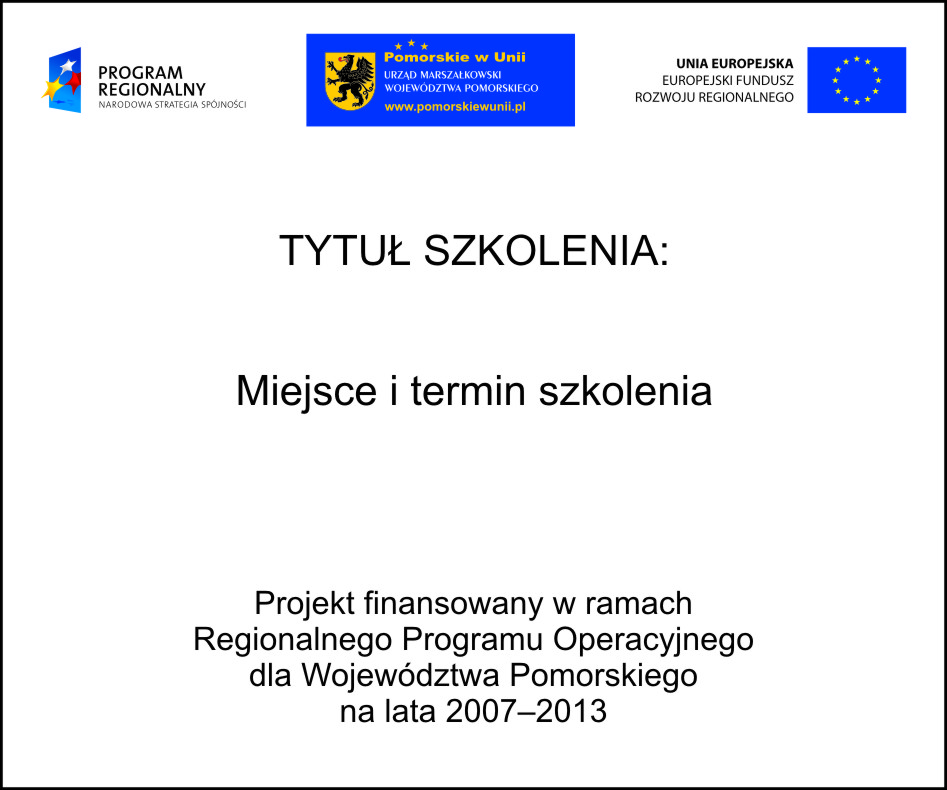 PROGRAM
REGIONALNY
NARODOWA STRATEGIA SPÓJNOŚCI
Pomorskie w Unii
URZĄD MARSZAŁKOWSKI
WOJEWÓDZTWA POMORSKIEGO
www.pomorskiewunii.pl
UNIA EUROPEJSKA
EUROPEJSKI FUNDUSZ
ROZWOJU REGIONALNEGO
TYTUŁ SZKOLENIA:
Miejsce i termin szkolenia
Projekt finansowany w ramach
Regionalnego Programu Operacyjnego
dla Województwa Pomorskiego
na lata 2007–2013